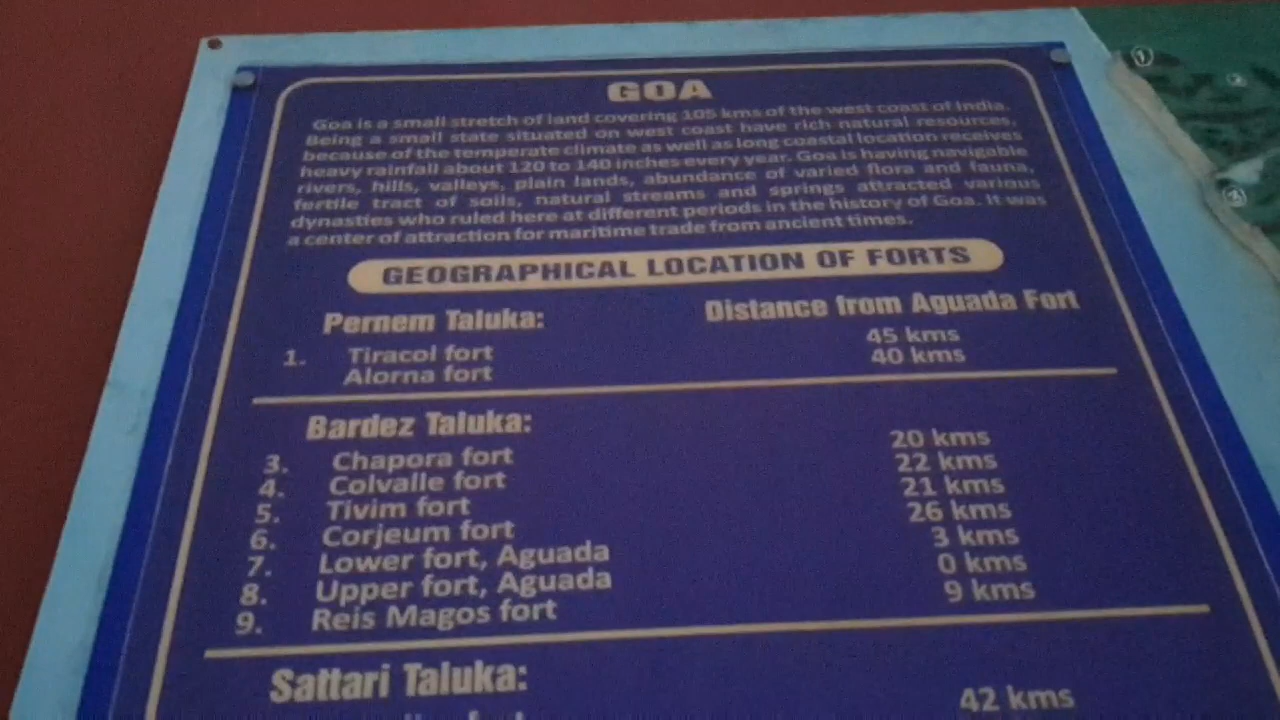 GOA
Goa is a small stretch of land covering 105 kms of the west coast of India.
Being a small state situated on west coast have rich natural resources,
because of the temperate climate as well as long coastal location receives
heavy rainfall about 120 to 140 inches every year. Goa is having navigable
rivers, hills, valleys, plain lands, abundance of varied flora and fauna,
fertile tract of soils, natural streams and springs attracted various
dynasties who ruled here at different periods in the history of Goa. It was
a center of attraction for maritime trade from ancient times.
GEOGRAPHICAL LOCATION OF FORTS
Pernem Taluka: Distance from Aguada Fort
1. Tiracol fort 45 kms
Alorna fort 40 kms
Bardez Taluka:
3. Chapora fort 20 kms
4. Colvalle fort 22 kms
5. Tivim fort 21 kms
6. Corjeum fort 26 kms
7. Lower fort, Aguada 3 kms
8. Upper fort, Aguada 0 kms
9. Reis Magos fort 9 kms
Sattari Taluka:
42 kms
1
2